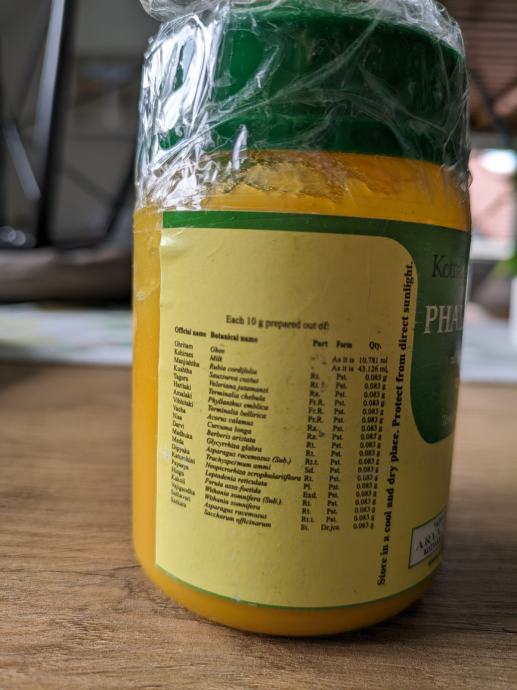 Each 10 g prepared out of:
Official name Botanical name Part Form Qty.
Ghritam Ghee As it is 10.781 ml
Kshiram Milk As it is 43.126 ml
Manjishtha Rubia cordifolia Rt. Pst. 0.083 g
Kushtha Saussurea costus Rt. Pst. 0.083 g
Tagara Valeriana jatamansi Rz. Pst. 0.083 g
Haritaki Terminalia chebula Fr.R. Pst. 0.083 g
Amalaki Phyllanthus emblica Fr.R. Pst. 0.083 g
Vibhitaki Terminalia bellirica Fr.R. Pst. 0.083 g
Vacha Acorus calamus Rz. Pst. 0.083 g
Nisa Curcuma longa Rz. Pst. 0.083 g
Darvi Berberis aristata Pst. 0.083 g
Madhuka Glycyrrhiza glabra Rt. Pst. 0.083 g
Meda Asparagus racemosus (Sub.) Rt.t. Pst. 0.083 g
Dipyaka Trachyspermum ammi Sd. Pst. 0.083 g
Katurohini Neopicrorhiza scrophulariiflora Rt. Pst. 0.083 g
Payasya Leptadenia reticulata Pl. Pst. 0.083 g
Hingu Ferula assa-foetida Exd. Pst. 0.083 g
Kakoli Withania somnifera (Sub.) Rt. Pst. 0.083 g
Vajigandha Withania somnifera Rt. Pst. 0.083 g
Satavari Asparagus racemosus Rt.t. Pst. 0.083 g
Sarkara Saccharum officinarum St. Dr.jce. 0.083 g
Store in a cool and dry place. Protect from direct sunlight.